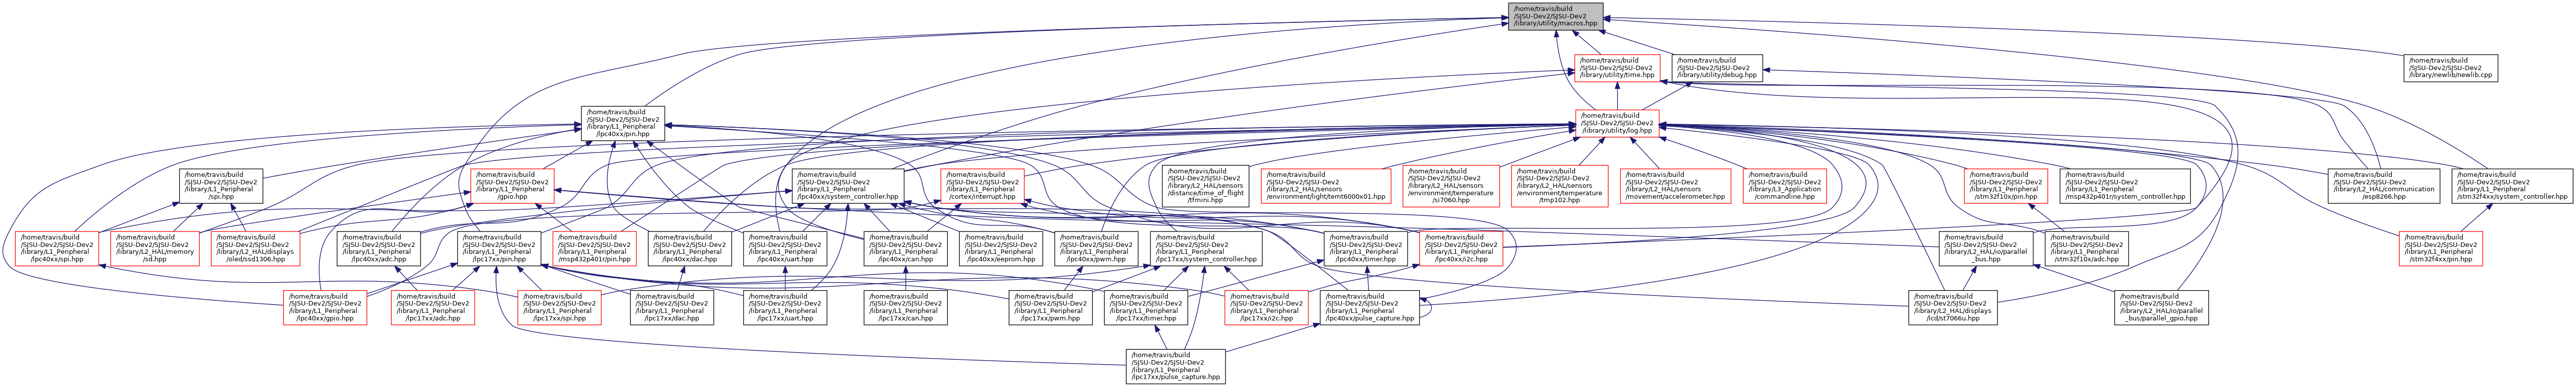 /home/travis/build
/SJSU-Dev2/SJSU-Dev2
/library/utility/macros.hpp
/home/travis/build
/SJSU-Dev2/SJSU-Dev2
/library/utility/time.hpp
/home/travis/build
/SJSU-Dev2/SJSU-Dev2
/library/utility/debug.hpp
/home/travis/build
/SJSU-Dev2/SJSU-Dev2
/library/newlib/newlib.cpp
/home/travis/build
/SJSU-Dev2/SJSU-Dev2
/library/L1_Peripheral
/lpc40xx/pin.hpp
/home/travis/build
/SJSU-Dev2/SJSU-Dev2
/library/utility/log.hpp
/home/travis/build
/SJSU-Dev2/SJSU-Dev2
/library/L1_Peripheral
/spi.hpp
/home/travis/build
/SJSU-Dev2/SJSU-Dev2
/library/L1_Peripheral
/gpio.hpp
/home/travis/build
/SJSU-Dev2/SJSU-Dev2
/library/L1_Peripheral
/lpc40xx/system_controller.hpp
/home/travis/build
/SJSU-Dev2/SJSU-Dev2
/library/L1_Peripheral
/cortex/interrupt.hpp
/home/travis/build
/SJSU-Dev2/SJSU-Dev2
/library/L2_HAL/sensors
/distance/time_of_flight
/tfmini.hpp
/home/travis/build
/SJSU-Dev2/SJSU-Dev2
/library/L2_HAL/sensors
/environment/light/temt6000x01.hpp
/home/travis/build
/SJSU-Dev2/SJSU-Dev2
/library/L2_HAL/sensors
/environment/temperature
/si7060.hpp
/home/travis/build
/SJSU-Dev2/SJSU-Dev2
/library/L2_HAL/sensors
/environment/temperature
/tmp102.hpp
/home/travis/build
/SJSU-Dev2/SJSU-Dev2
/library/L2_HAL/sensors
/movement/accelerometer.hpp
/home/travis/build
/SJSU-Dev2/SJSU-Dev2
/library/L3_Application
/commandline.hpp
/home/travis/build
/SJSU-Dev2/SJSU-Dev2
/library/L1_Peripheral
/stm32f10x/pin.hpp
/home/travis/build
/SJSU-Dev2/SJSU-Dev2
/library/L1_Peripheral
/msp432p401r/system_controller.hpp
/home/travis/build
/SJSU-Dev2/SJSU-Dev2
/library/L2_HAL/communication
/esp8266.hpp
/home/travis/build
/SJSU-Dev2/SJSU-Dev2
/library/L1_Peripheral
/stm32f4xx/system_controller.hpp
/home/travis/build
/SJSU-Dev2/SJSU-Dev2
/library/L1_Peripheral
/lpc40xx/spi.hpp
/home/travis/build
/SJSU-Dev2/SJSU-Dev2
/library/L2_HAL/memory
/sd.hpp
/home/travis/build
/SJSU-Dev2/SJSU-Dev2
/library/L2_HAL/displays
/oled/ssd1306.hpp
/home/travis/build
/SJSU-Dev2/SJSU-Dev2
/library/L1_Peripheral
/lpc40xx/adc.hpp
/home/travis/build
/SJSU-Dev2/SJSU-Dev2
/library/L1_Peripheral
/lpc17xx/pin.hpp
/home/travis/build
/SJSU-Dev2/SJSU-Dev2
/library/L1_Peripheral
/msp432p401r/pin.hpp
/home/travis/build
/SJSU-Dev2/SJSU-Dev2
/library/L1_Peripheral
/lpc40xx/dac.hpp
/home/travis/build
/SJSU-Dev2/SJSU-Dev2
/library/L1_Peripheral
/lpc40xx/uart.hpp
/home/travis/build
/SJSU-Dev2/SJSU-Dev2
/library/L1_Peripheral
/lpc40xx/can.hpp
/home/travis/build
/SJSU-Dev2/SJSU-Dev2
/library/L1_Peripheral
/lpc40xx/eeprom.hpp
/home/travis/build
/SJSU-Dev2/SJSU-Dev2
/library/L1_Peripheral
/lpc40xx/pwm.hpp
/home/travis/build
/SJSU-Dev2/SJSU-Dev2
/library/L1_Peripheral
/lpc17xx/system_controller.hpp
/home/travis/build
/SJSU-Dev2/SJSU-Dev2
/library/L1_Peripheral
/lpc40xx/timer.hpp
/home/travis/build
/SJSU-Dev2/SJSU-Dev2
/library/L1_Peripheral
/lpc40xx/i2c.hpp
/home/travis/build
/SJSU-Dev2/SJSU-Dev2
/library/L2_HAL/io/parallel
_bus.hpp
/home/travis/build
/SJSU-Dev2/SJSU-Dev2
/library/L1_Peripheral
/stm32f10x/adc.hpp
/home/travis/build
/SJSU-Dev2/SJSU-Dev2
/library/L1_Peripheral
/stm32f4xx/pin.hpp
/home/travis/build
/SJSU-Dev2/SJSU-Dev2
/library/L1_Peripheral
/lpc40xx/gpio.hpp
/home/travis/build
/SJSU-Dev2/SJSU-Dev2
/library/L1_Peripheral
/lpc17xx/adc.hpp
/home/travis/build
/SJSU-Dev2/SJSU-Dev2
/library/L1_Peripheral
/lpc17xx/spi.hpp
/home/travis/build
/SJSU-Dev2/SJSU-Dev2
/library/L1_Peripheral
/lpc17xx/dac.hpp
/home/travis/build
/SJSU-Dev2/SJSU-Dev2
/library/L1_Peripheral
/lpc17xx/uart.hpp
/home/travis/build
/SJSU-Dev2/SJSU-Dev2
/library/L1_Peripheral
/lpc17xx/can.hpp
/home/travis/build
/SJSU-Dev2/SJSU-Dev2
/library/L1_Peripheral
/lpc17xx/pwm.hpp
/home/travis/build
/SJSU-Dev2/SJSU-Dev2
/library/L1_Peripheral
/lpc17xx/timer.hpp
/home/travis/build
/SJSU-Dev2/SJSU-Dev2
/library/L1_Peripheral
/lpc17xx/i2c.hpp
/home/travis/build
/SJSU-Dev2/SJSU-Dev2
/library/L1_Peripheral
/lpc40xx/pulse_capture.hpp
/home/travis/build
/SJSU-Dev2/SJSU-Dev2
/library/L2_HAL/displays
/lcd/st7066u.hpp
/home/travis/build
/SJSU-Dev2/SJSU-Dev2
/library/L2_HAL/io/parallel
_bus/parallel_gpio.hpp
/home/travis/build
/SJSU-Dev2/SJSU-Dev2
/library/L1_Peripheral
/lpc17xx/pulse_capture.hpp